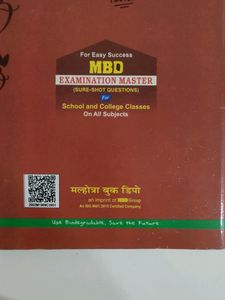 For Easy Success
MBD
EXAMINATION MASTER
(SURE-SHOT QUESTIONS)
For
School and College Classes
On All Subjects
मल्होत्रा बुक डिपो
an imprint of MBD Group
An ISO 9001:2015 Certified Company
Use Biodegradable, Save the Future